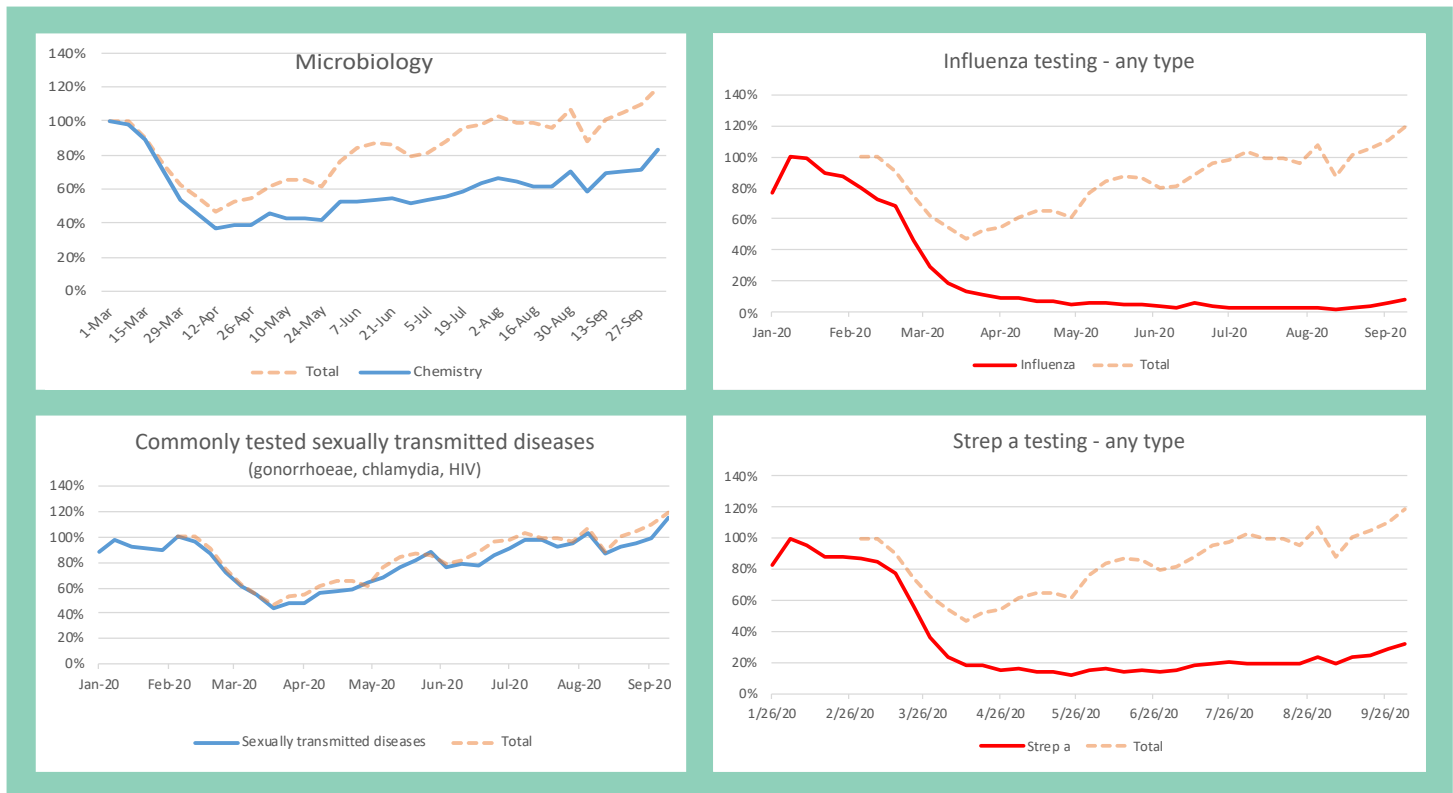 Microbiology
140%
120%
100%
80%
60%
40%
20%
0%
1-Mar
15-Mar
29-Mar
12-Apr
26-Apr
10-May
24-May
7-Jun
21-Jun
5-Jul
19-Jul
2-Aug
16-Aug
30-Aug
13-Sep
27-Sep
Total Chemistry
Influenza testing - any type
140%
120%
100%
80%
60%
40%
20%
0%
Jan-20 Feb-20 Mar-20 Apr-20 May-20 Jun-20 Jul-20 Aug-20 Sep-20
Influenza Total
Commonly tested sexually transmitted diseases
(gonorrhoeae, chlamydia, HIV)
140%
120%
100%
80%
60%
40%
20%
0%
Jan-20 Feb-20 Mar-20 Apr-20 May-20 Jun-20 Jul-20 Aug-20 Sep-20
Sexually transmitted diseases Total
Strep a testing - any type
140%
120%
100%
80%
60%
40%
20%
0%
1/26/20 2/26/20 3/26/20 4/26/20 5/26/20 6/26/20 7/26/20 8/26/20 9/26/20
Strep a Total